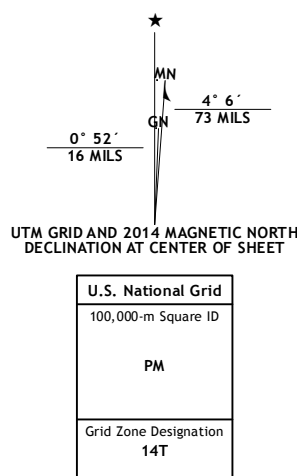 MN
4° 6´
73 MILS
GN
0° 52´
16 MILS
UTM GRID AND 2014 MAGNETIC NORTH
DECLINATION AT CENTER OF SHEET
U.S. National Grid
100,000-m Square ID
PM
Grid Zone Designation
14T